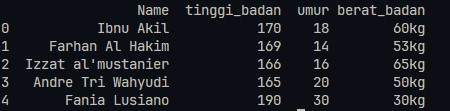 Name tinggi_badan umur berat_badan
0 Ibnu Akil 170 18 60kg
1 Farhan Al Hakim 169 14 53kg
2 Izzat al'mustanier 166 16 65kg
3 Andre Tri Wahyudi 165 20 50kg
4 Fania Lusiano 190 30 30kg